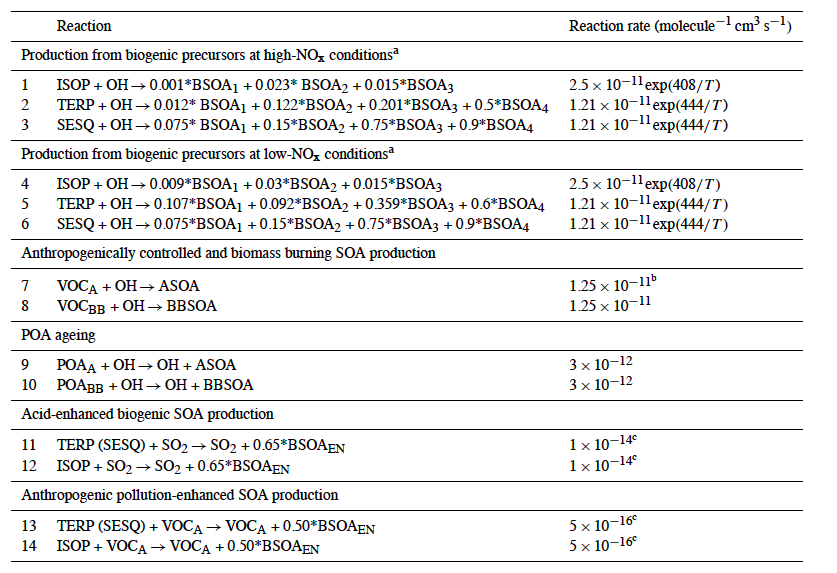 Reaction Reaction rate (molecule⁻¹ cm³ s⁻¹)
Production from biogenic precursors at high-NOₓ conditionsᵃ
1 ISOP + OH → 0.001*BSOA₁ + 0.023* BSOA₂ + 0.015*BSOA₃ 2.5 × 10⁻¹¹exp(408/T)
2 TERP + OH → 0.012* BSOA₁ + 0.122*BSOA₂ + 0.201*BSOA₃ + 0.5*BSOA₄ 1.21 × 10⁻¹¹exp(444/T)
3 SESQ + OH → 0.075* BSOA₁ + 0.15*BSOA₂ + 0.75*BSOA₃ + 0.9*BSOA₄ 1.21 × 10⁻¹¹exp(444/T)
Production from biogenic precursors at low-NOₓ conditionsᵃ
4 ISOP + OH → 0.009*BSOA₁ + 0.03*BSOA₂ + 0.015*BSOA₃ 2.5 × 10⁻¹¹exp(408/T)
5 TERP + OH → 0.107*BSOA₁ + 0.092*BSOA₂ + 0.359*BSOA₃ + 0.6*BSOA₄ 1.21 × 10⁻¹¹exp(444/T)
6 SESQ + OH → 0.075*BSOA₁ + 0.15*BSOA₂ + 0.75*BSOA₃ + 0.9*BSOA₄ 1.21 × 10⁻¹¹exp(444/T)
Anthropogenically controlled and biomass burning SOA production
7 VOC_A + OH → ASOA 1.25 × 10⁻¹¹ᵇ
8 VOC_BB + OH → BBSOA 1.25 × 10⁻¹¹
POA ageing
9 POA_A + OH → OH + ASOA 3 × 10⁻¹²
10 POA_BB + OH → OH + BBSOA 3 × 10⁻¹²
Acid-enhanced biogenic SOA production
11 TERP (SESQ) + SO₂ → SO₂ + 0.65*BSOA_EN 1 × 10⁻¹⁴ᶜ
12 ISOP + SO₂ → SO₂ + 0.65*BSOA_EN 1 × 10⁻¹⁴ᶜ
Anthropogenic pollution-enhanced SOA production
13 TERP (SESQ) + VOC_A → VOC_A + 0.50*BSOA_EN 5 × 10⁻¹⁶ᶜ
14 ISOP + VOC_A → VOC_A + 0.50*BSOA_EN 5 × 10⁻¹⁶ᶜ